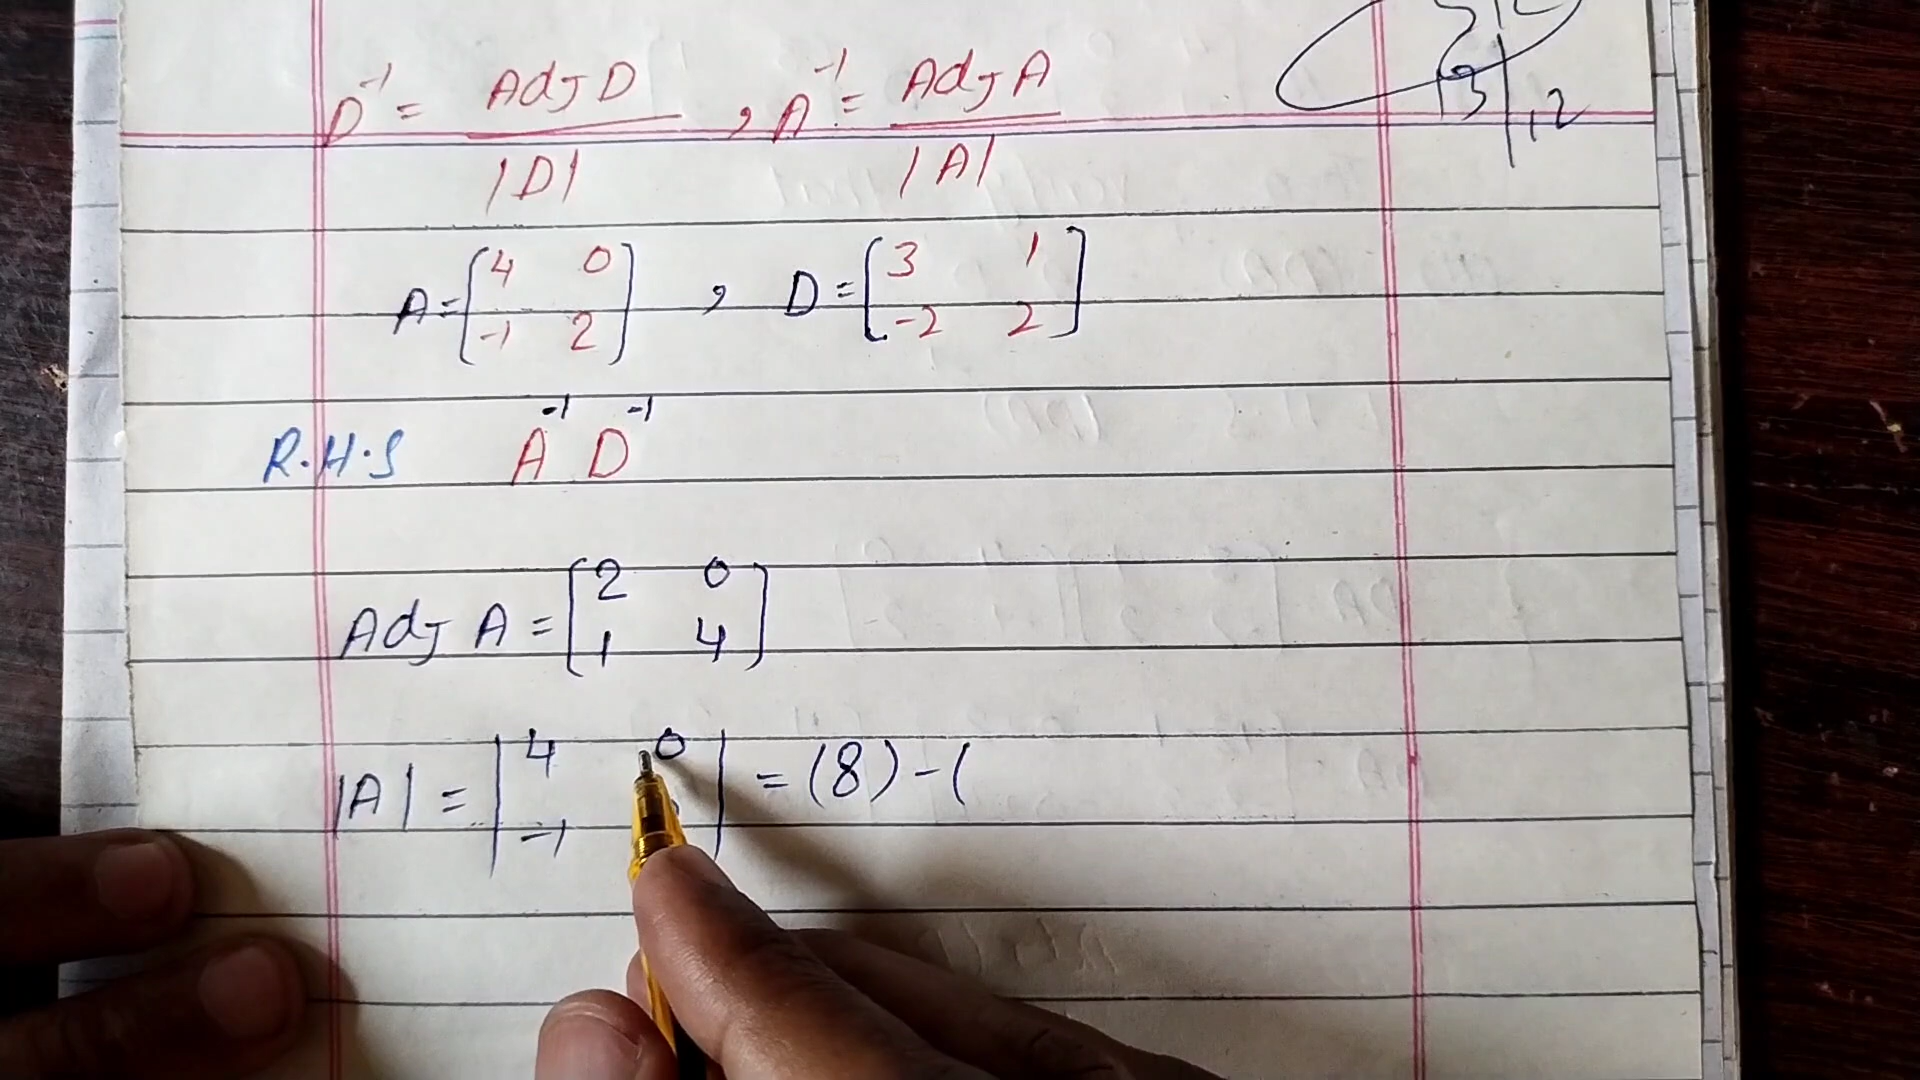 D⁻¹ = Adj D / |D| , A⁻¹ = Adj A / |A|
A = [4 0; -1 2] , D = [3 1; -2 2]
R.H.S A⁻¹ D⁻¹
Adj A = [2 0; 1 4]
|A| = |4 0; -1 | = (8) - (